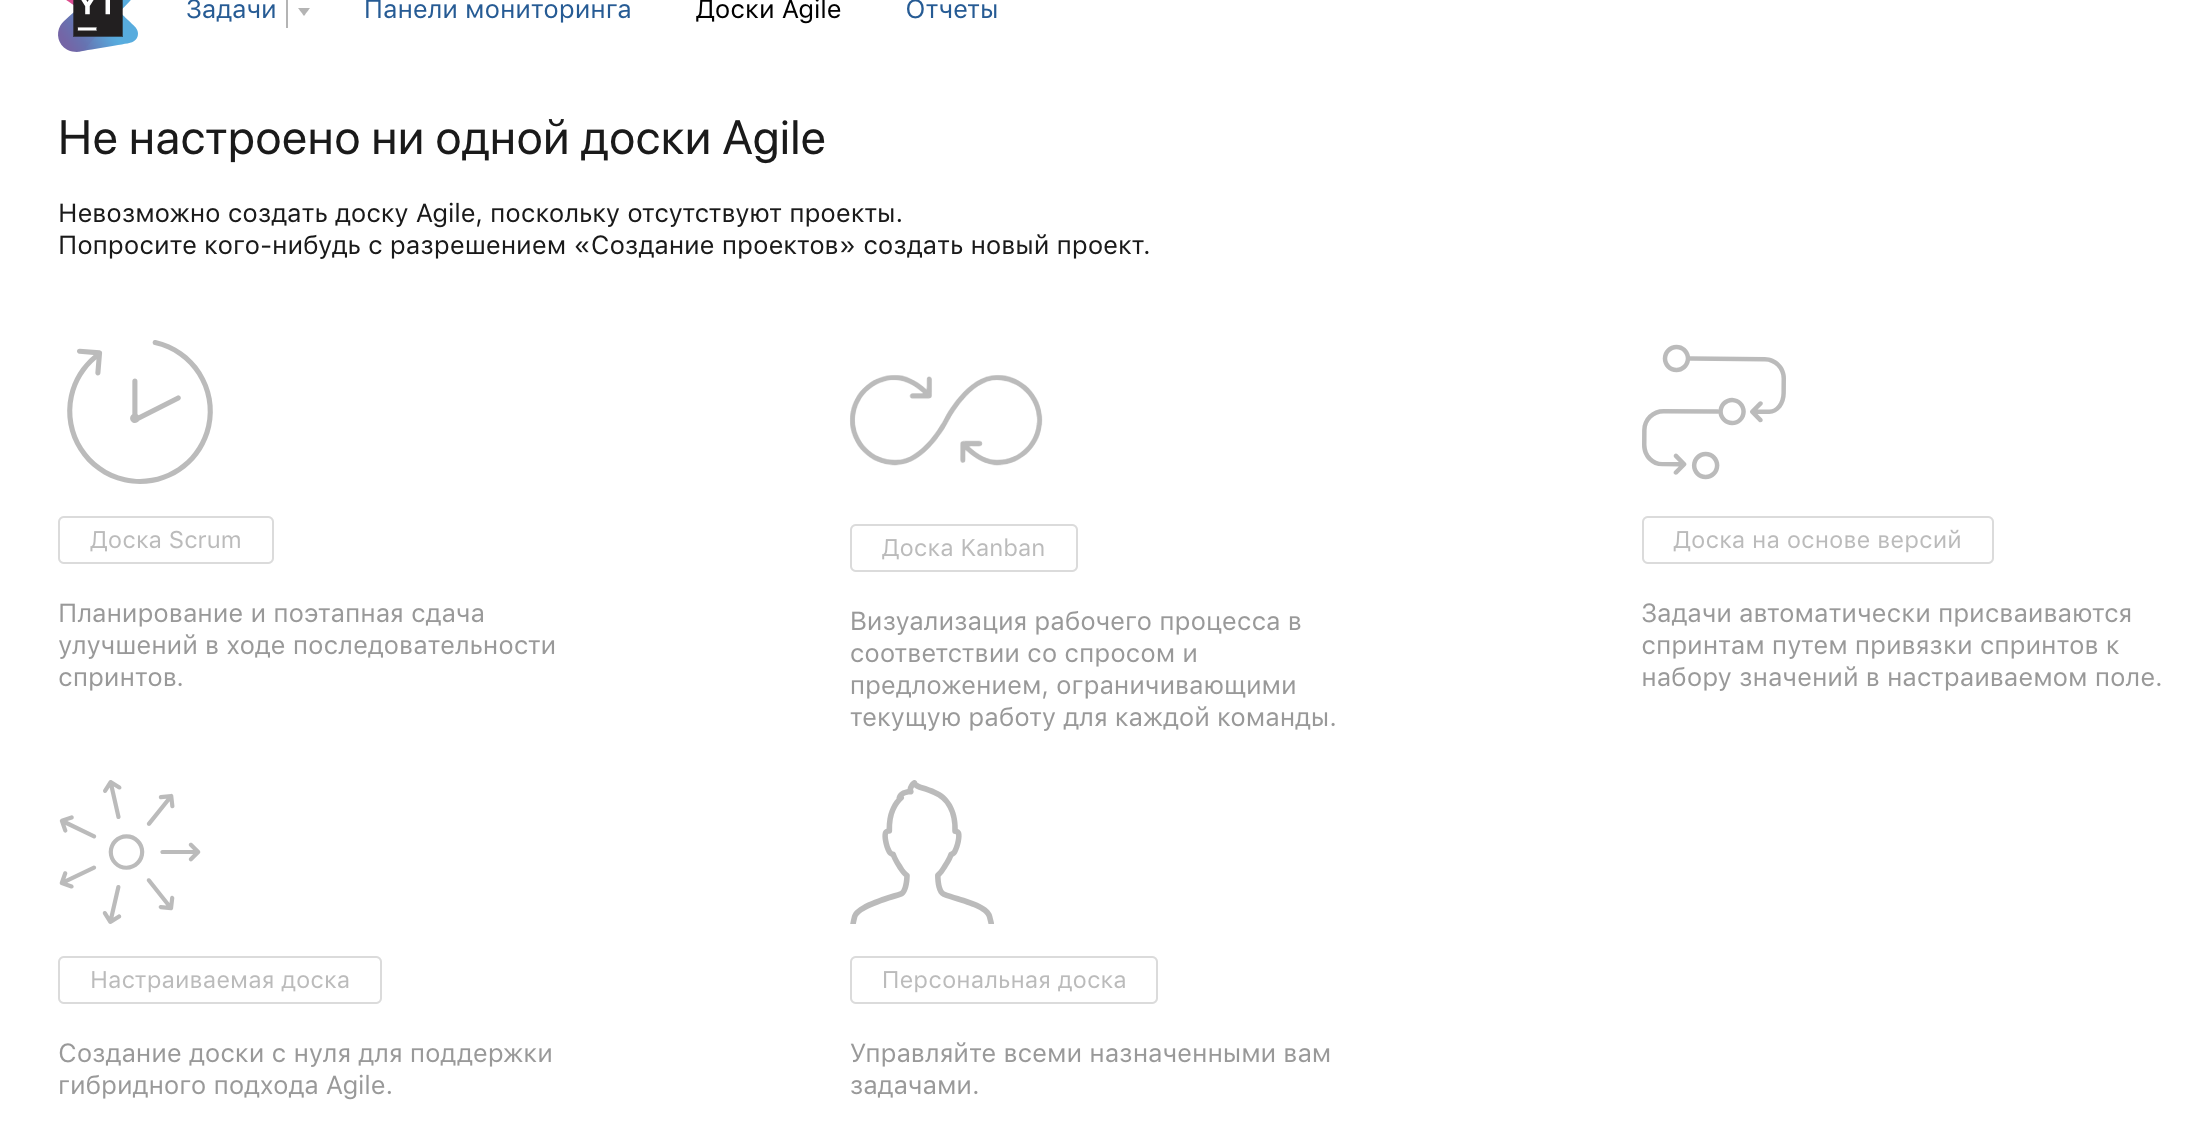 YT
Задачи
Панели мониторинга
Доски Agile
Отчеты
Не настроено ни одной доски Agile
Невозможно создать доску Agile, поскольку отсутствуют проекты.
Попросите кого-нибудь с разрешением «Создание проектов» создать новый проект.
Доска Scrum
Планирование и поэтапная сдача
улучшений в ходе последовательности
спринтов.
Доска Kanban
Визуализация рабочего процесса в
соответствии со спросом и
предложением, ограничивающими
текущую работу для каждой команды.
Доска на основе версий
Задачи автоматически присваиваются
спринтам путем привязки спринтов к
набору значений в настраиваемом поле.
Настраиваемая доска
Создание доски с нуля для поддержки
гибридного подхода Agile.
Персональная доска
Управляйте всеми назначенными вам
задачами.